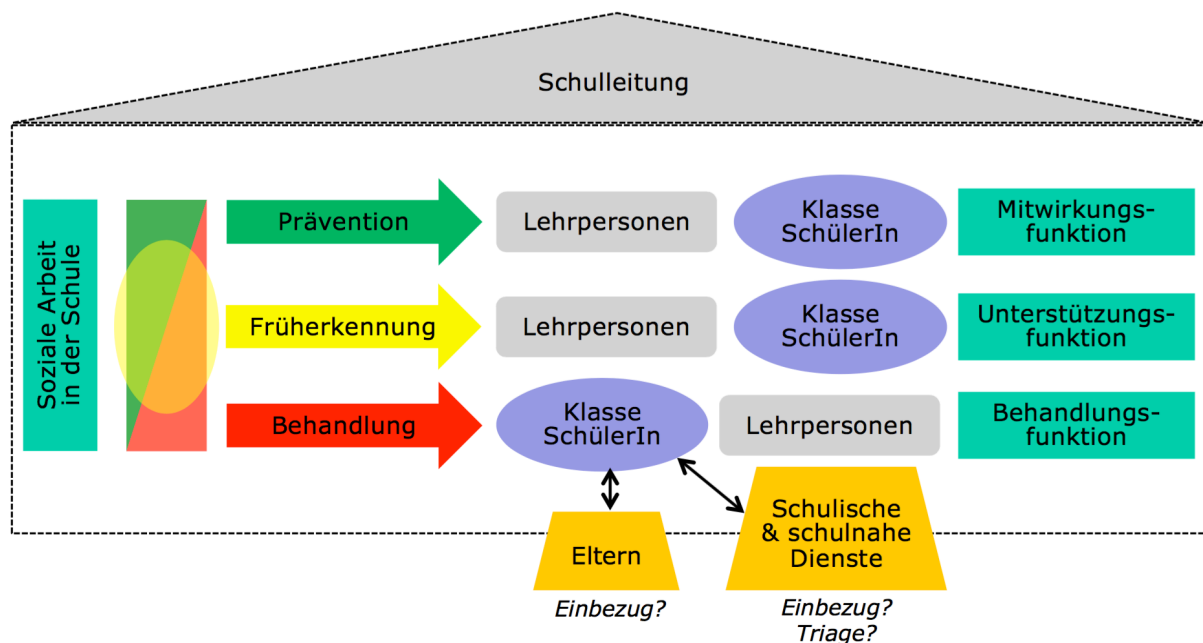 Schulleitung
Soziale Arbeit
in der Schule
Prävention
Lehrpersonen
Klasse
SchülerIn
Mitwirkungs-
funktion
Früherkennung
Lehrpersonen
Klasse
SchülerIn
Unterstützungs-
funktion
Behandlung
Klasse
SchülerIn
Lehrpersonen
Behandlungs-
funktion
Eltern
Einbezug?
Schulische
& schulnahe
Dienste
Einbezug?
Triage?